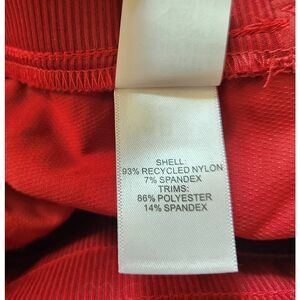 SHELL:
93% RECYCLED NYLON
7% SPANDEX
TRIMS:
86% POLYESTER
14% SPANDEX